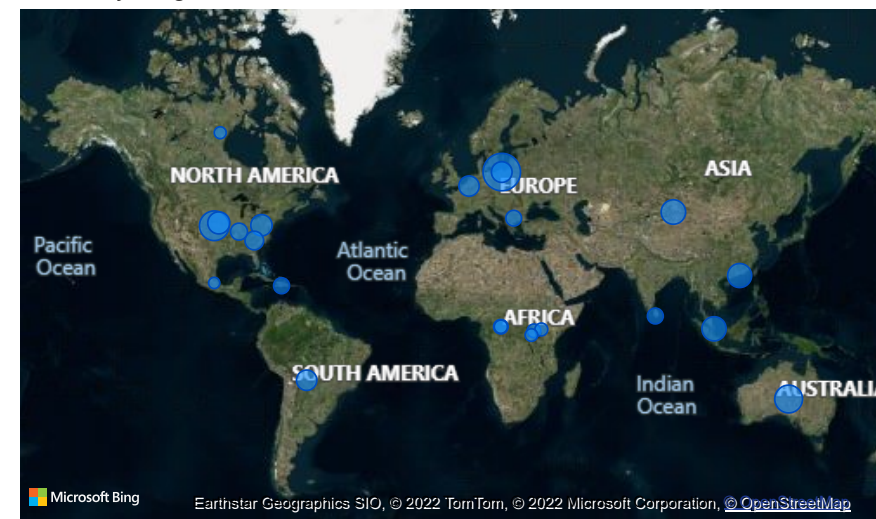 NORTH AMERICA
ASIA
EUROPE
Pacific
Ocean
Atlantic
Ocean
AFRICA
SOUTH AMERICA
Indian
Ocean
AUSTRALIA
Microsoft Bing
Earthstar Geographics SIO, © 2022 TomTom, © 2022 Microsoft Corporation, © OpenStreetMap